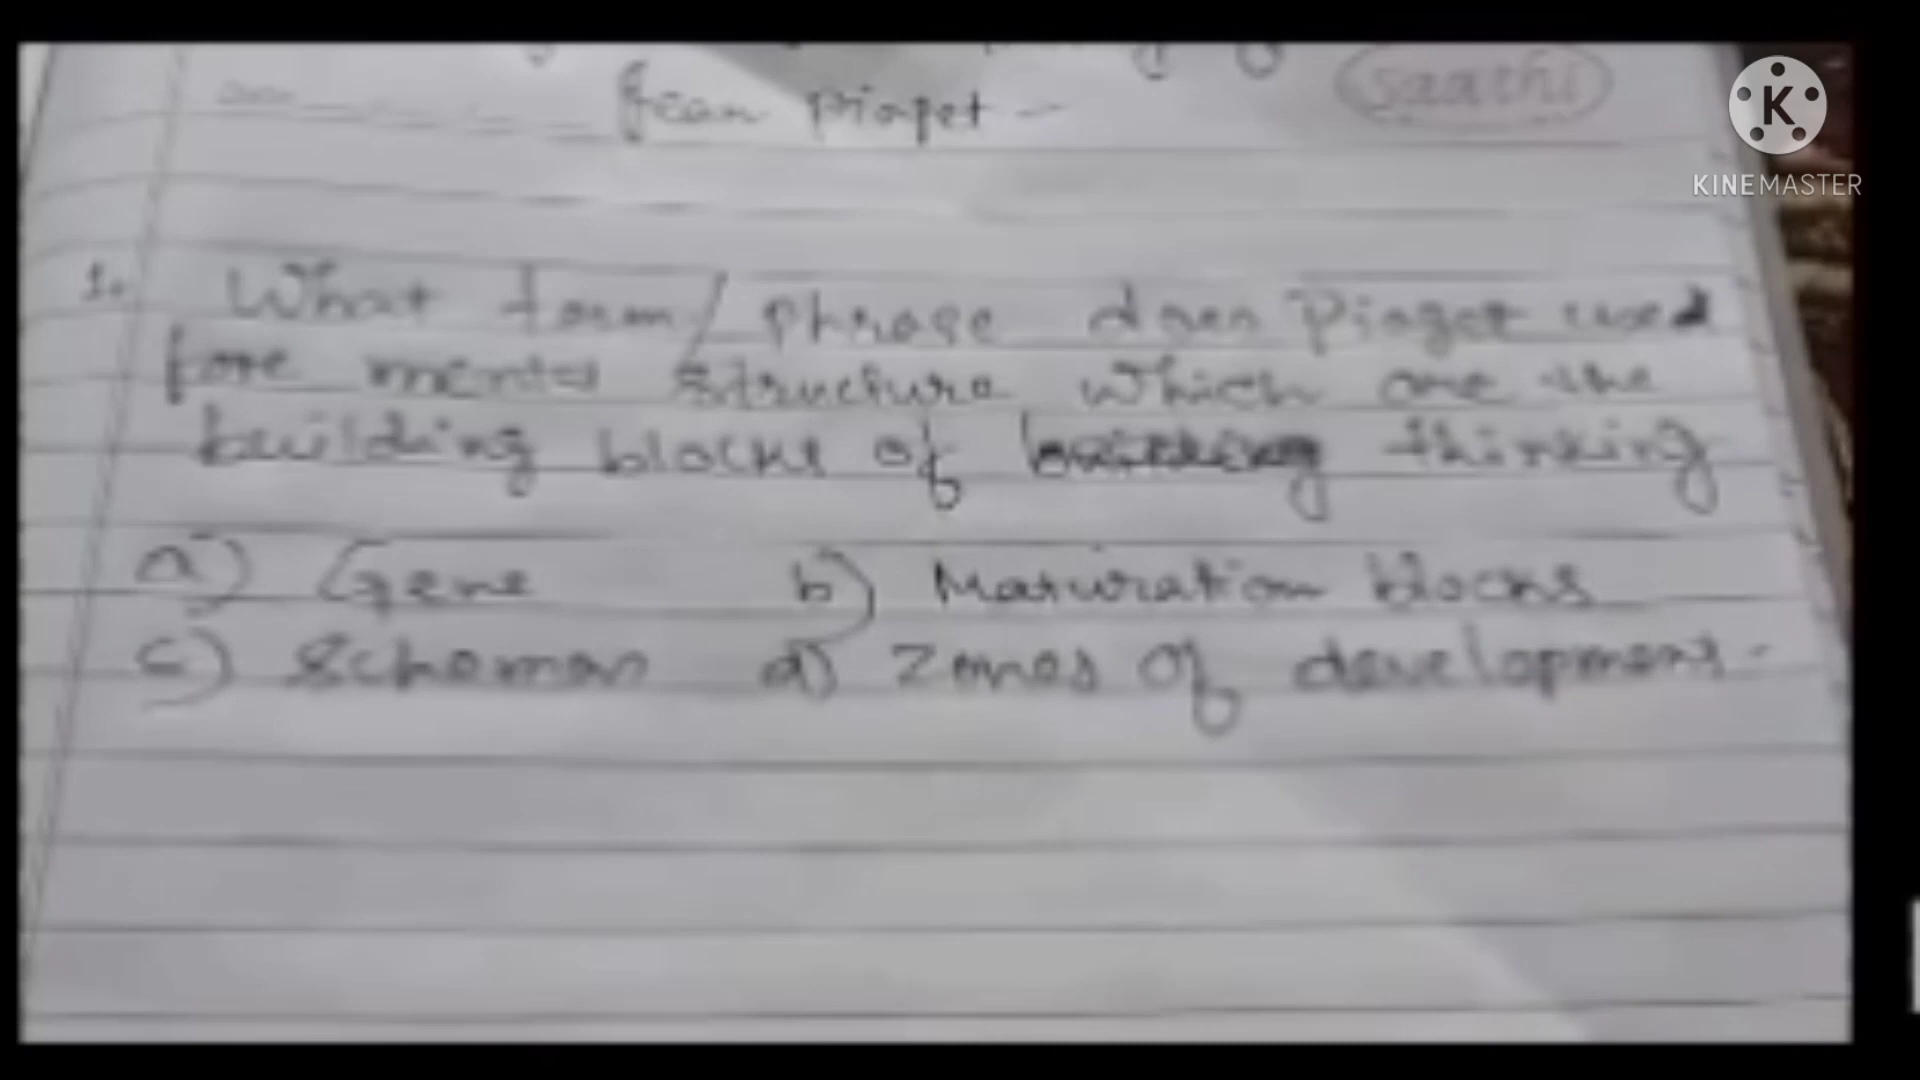 saathi
Jean Piaget -
KINEMASTER
1. What term/phrase does Piaget used
fore mental structure which are the
building blocks of thinking
a) Gene b) Maturation blocks
c) Schemas d) Zones of development.